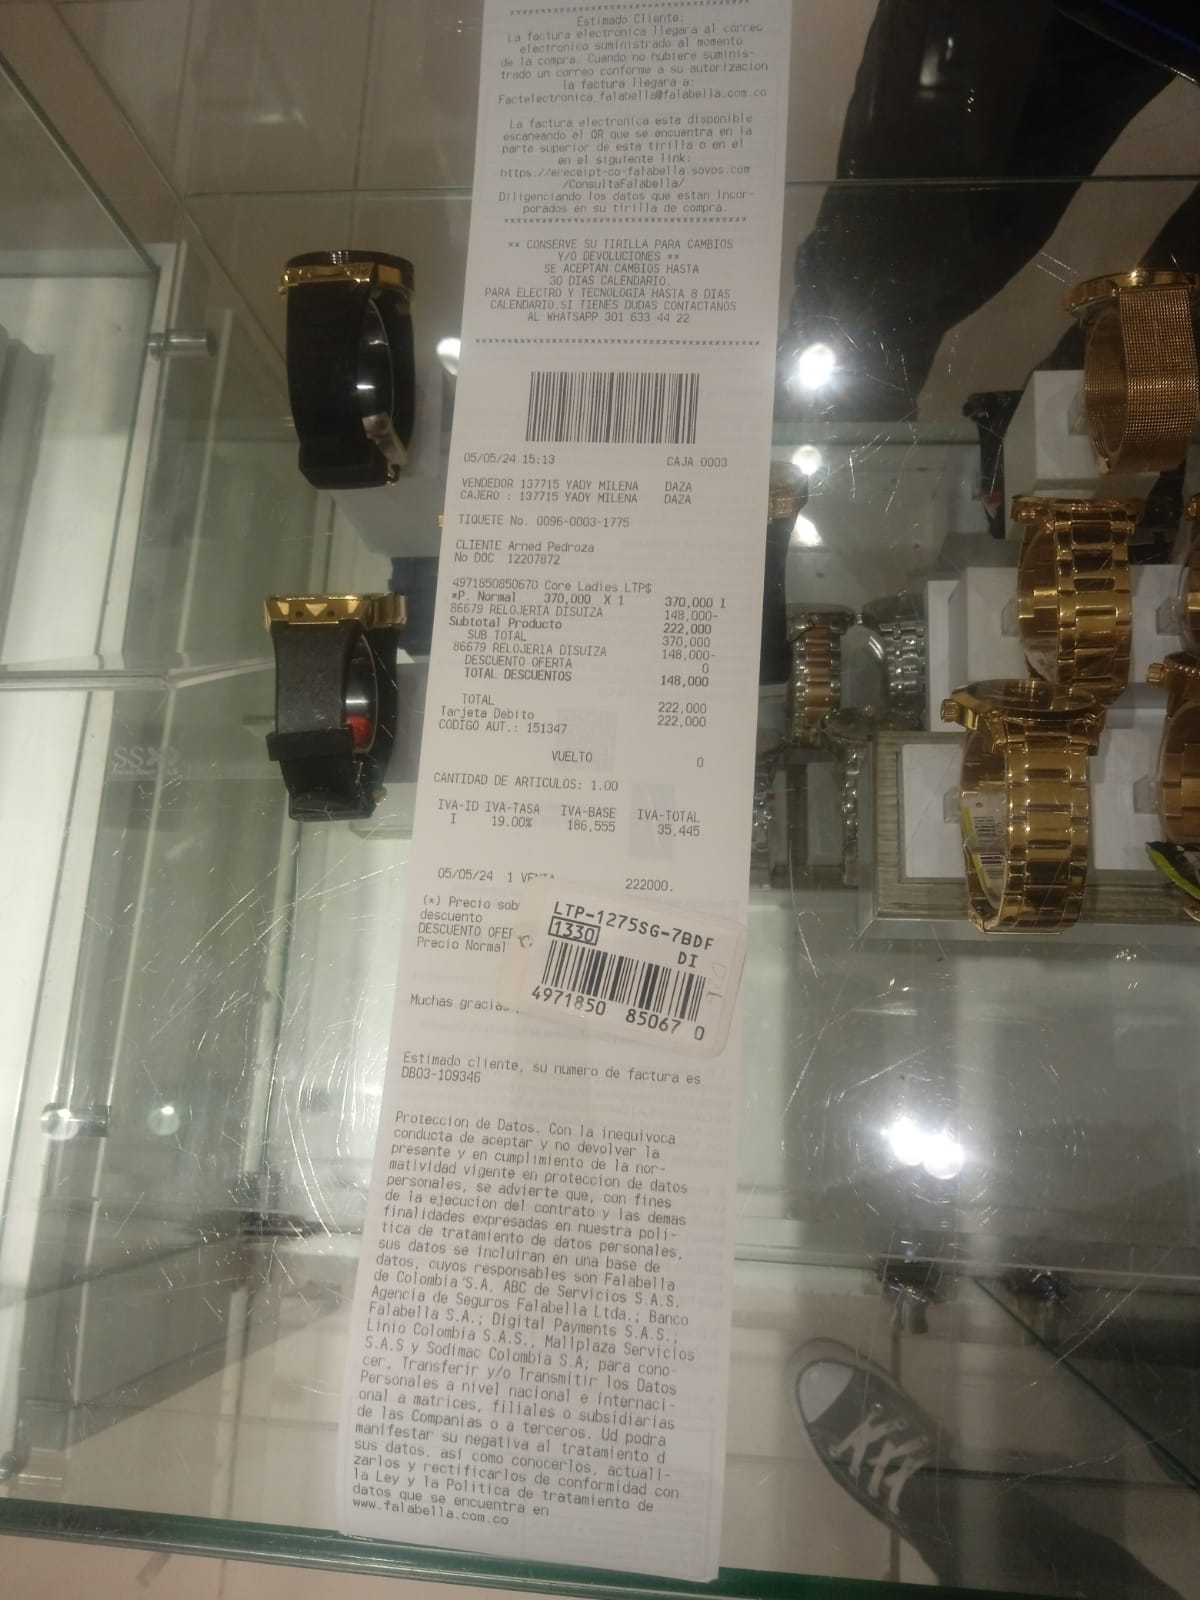 Estimado Cliente:
La factura electronica llegara al correo
electronico suministrado al momento
de la compra. Cuando no hubiere suminis-
trado un correo conforme a su autorizacion
la factura llegara a:
Factelectronica_falabella@falabella.com.co
La factura electronica esta disponible
escaneando el QR que se encuentra en la
parte superior de esta tirilla o en el
en el siguiente link:
https://ereceipt-co-falabella.sovos.com
/ConsultaFalabella/
Diligenciando los datos que estan incor-
porados en su tirilla de compra.
** CONSERVE SU TIRILLA PARA CAMBIOS
Y/O DEVOLUCIONES **
SE ACEPTAN CAMBIOS HASTA
30 DIAS CALENDARIO.
PARA ELECTRO Y TECNOLOGIA HASTA 8 DIAS
CALENDARIO.SI TIENES DUDAS CONTACTANOS
AL WHATSAPP 301 633 44 22
05/05/24 15:13 CAJA 0003
VENDEDOR 137715 YADY MILENA DAZA
CAJERO : 137715 YADY MILENA DAZA
TIQUETE No. 0096-0003-1775
CLIENTE Arned Pedroza
No DOC 12207872
4971850850670 Core Ladies LTP$
*P. Normal 370,000 X 1 370,000 I
86679 RELOJERIA DISUIZA 148,000-
Subtotal Producto 222,000
SUB TOTAL 370,000
86679 RELOJERIA DISUIZA 148,000-
DESCUENTO OFERTA 0
TOTAL DESCUENTOS 148,000
TOTAL 222,000
Tarjeta Debito 222,000
CODIGO AUT.: 151347
VUELTO 0
CANTIDAD DE ARTICULOS: 1.00
IVA-ID IVA-TASA IVA-BASE IVA-TOTAL
I 19.00% 186,555 35,445
05/05/24 1 VENTA 222000.
(*) Precio sob
descuento
DESCUENTO OFER
Precio Normal
LTP-1275SG-7BDF
1330 DI
4971850 85067 0
Muchas gracias
Estimado cliente, su numero de factura es
DB03-109346
Proteccion de Datos. Con la inequivoca
conducta de aceptar y no devolver la
presente y en cumplimiento de la nor-
matividad vigente en proteccion de datos
personales, se advierte que, con fines
de la ejecucion del contrato y las demas
finalidades expresadas en nuestra poli-
tica de tratamiento de datos personales,
sus datos se incluiran en una base de
datos, cuyos responsables son Falabella
de Colombia S.A. ABC de Servicios S.A.S.
Agencia de Seguros Falabella Ltda.; Banco
Falabella S.A.; Digital Payments S.A.S.;
Linio Colombia S.A.S., Mallplaza Servicios
S.A.S y Sodimac Colombia S.A; para cono-
cer, Transferir y/o Transmitir los Datos
Personales a nivel nacional e internaci-
onal a matrices, filiales o subsidiarias
de las Companias o a terceros. Ud podra
manifestar su negativa al tratamiento d
sus datos, asi como conocerlos, actuali-
zarlos y rectificarlos de conformidad con
la Ley y la Politica de tratamiento de
datos que se encuentra en
www.falabella.com.co